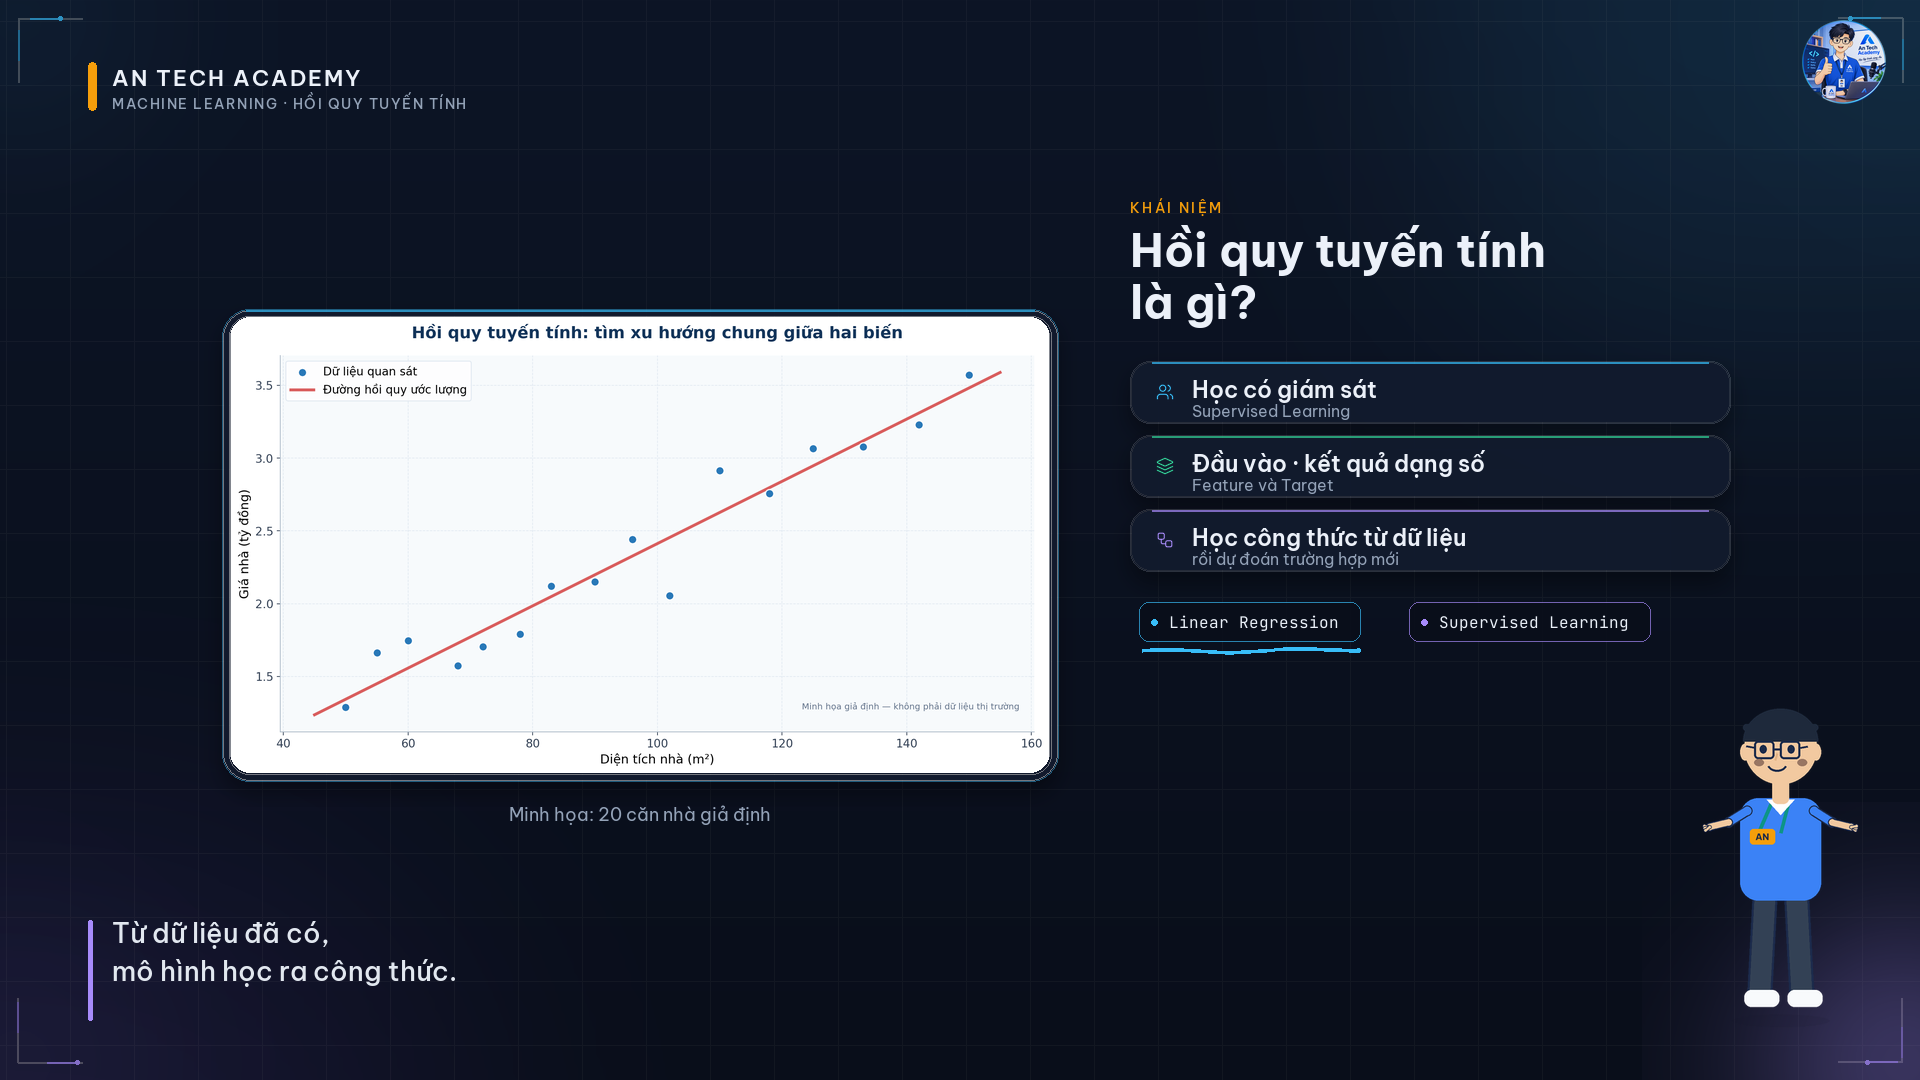 AN TECH ACADEMY
MACHINE LEARNING · HỒI QUY TUYẾN TÍNH
An Tech
Academy
KHÁI NIỆM
Hồi quy tuyến tính
là gì?
Hồi quy tuyến tính: tìm xu hướng chung giữa hai biến
Dữ liệu quan sát
Đường hồi quy ước lượng
Giá nhà (tỷ đồng)
3.5
3.0
2.5
2.0
1.5
Minh họa giả định — không phải dữ liệu thị trường
40 60 80 100 120 140 160
Diện tích nhà (m²)
Minh họa: 20 căn nhà giả định
Học có giám sát
Supervised Learning
Đầu vào · kết quả dạng số
Feature và Target
Học công thức từ dữ liệu
rồi dự đoán trường hợp mới
Linear Regression
Supervised Learning
AN
Từ dữ liệu đã có,
mô hình học ra công thức.